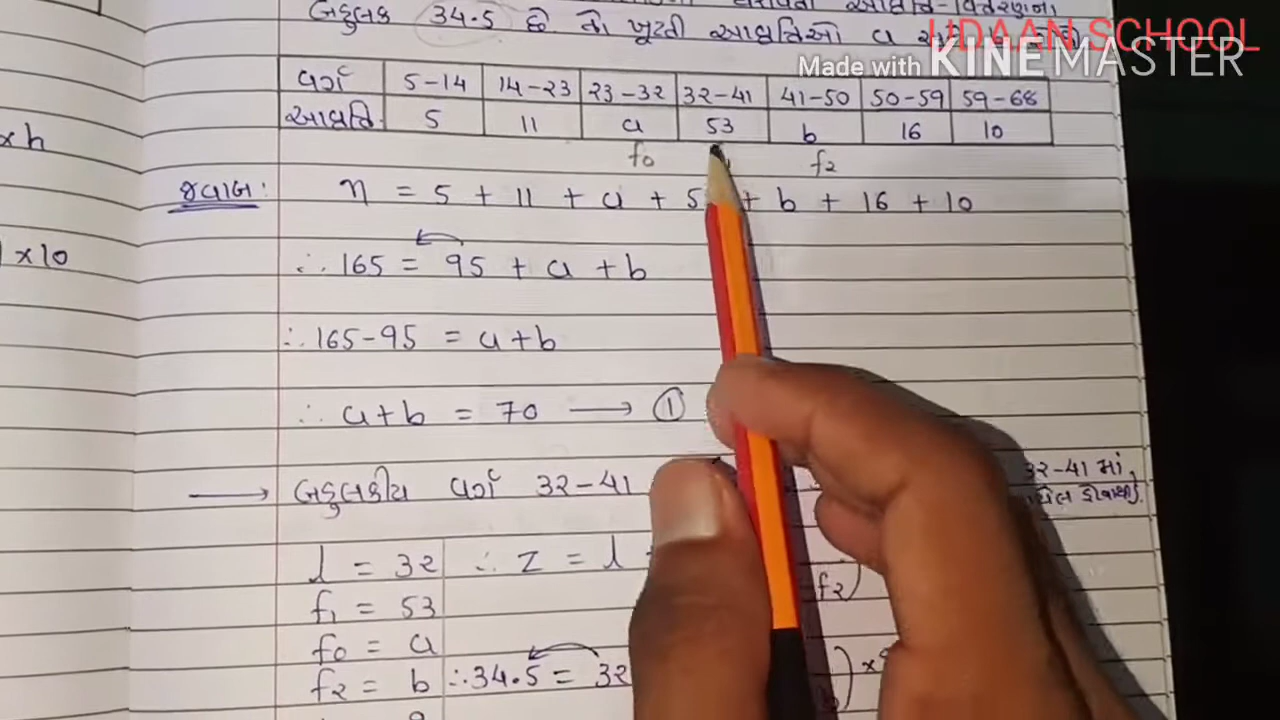 બહુલક 34.5 છે તો ખૂટતી આવૃત્તિઓ a
UDAAN SCHOOL
Made with KINEMASTER
વર્ગ 5-14 14-23 23-32 32-41 41-50 50-59 59-68
આવૃત્તિ 5 11 a 53 b 16 10
f0 f2
xh
જવાબ: n = 5 + 11 + a + 5 + b + 16 + 10
x10
∴ 165 = 95 + a + b
∴ 165-95 = a+b
∴ a+b = 70 → ①
→ બહુલકીય વર્ગ 32-41 32-41 માં
l = 32 ∴ Z = l f2)
f1 = 53
f0 = a
f2 = b ∴ 34.5 = 32